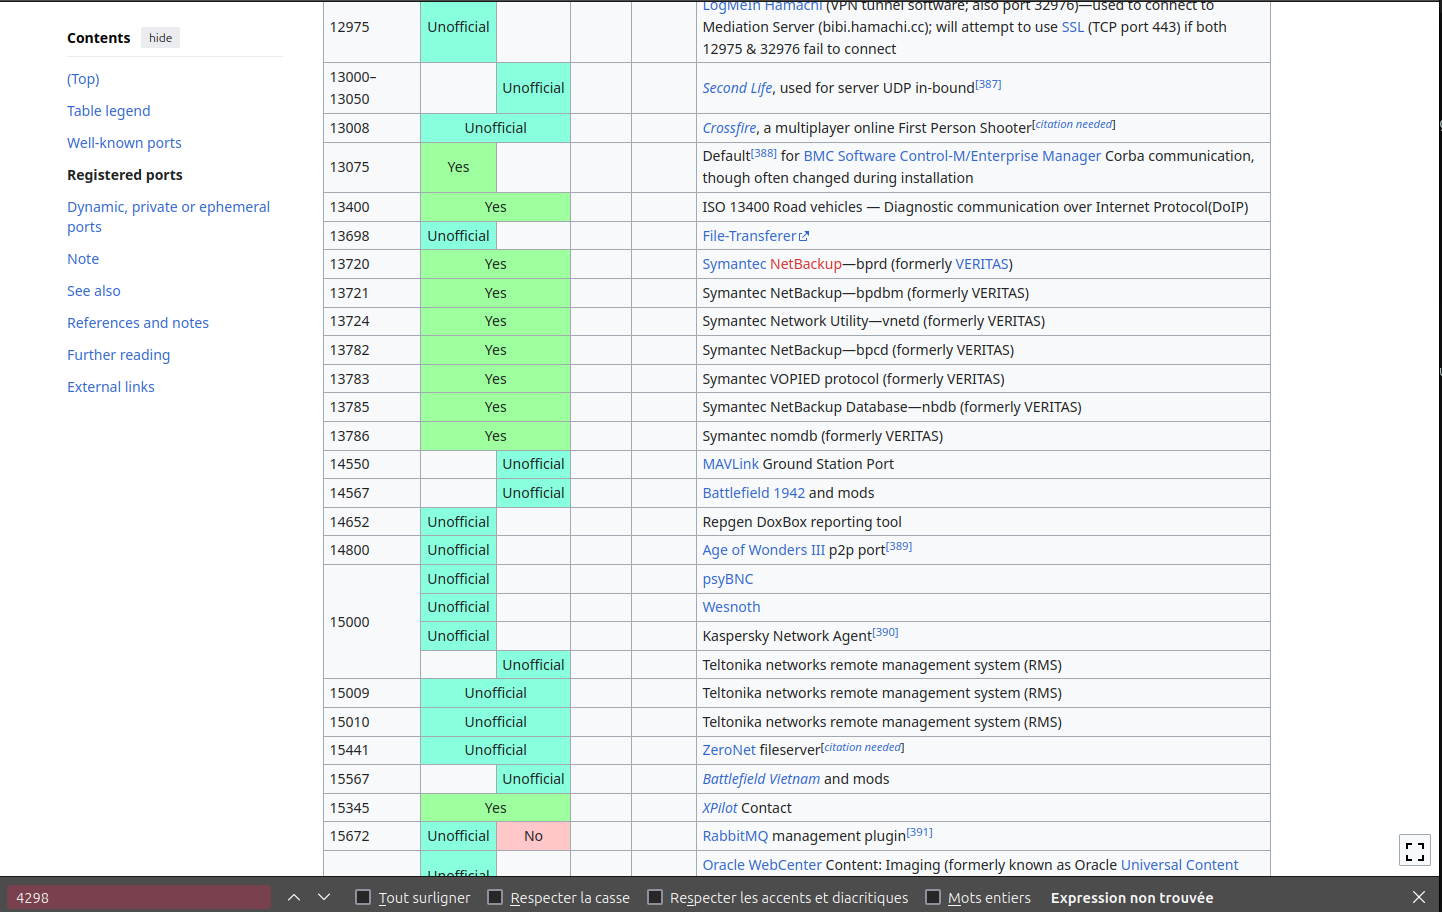 Contents hide
(Top)
Table legend
Well-known ports
Registered ports
Dynamic, private or ephemeral
ports
Note
See also
References and notes
Further reading
External links
12975 Unofficial LogMeIn Hamachi (VPN tunnel software; also port 32976)—used to connect to
Mediation Server (bibi.hamachi.cc); will attempt to use SSL (TCP port 443) if both
12975 & 32976 fail to connect
13000–
13050 Unofficial Second Life, used for server UDP in-bound[387]
13008 Unofficial Crossfire, a multiplayer online First Person Shooter[citation needed]
13075 Yes Default[388] for BMC Software Control-M/Enterprise Manager Corba communication,
though often changed during installation
13400 Yes ISO 13400 Road vehicles — Diagnostic communication over Internet Protocol(DoIP)
13698 Unofficial File-Transferer
13720 Yes Symantec NetBackup—bprd (formerly VERITAS)
13721 Yes Symantec NetBackup—bpdbm (formerly VERITAS)
13724 Yes Symantec Network Utility—vnetd (formerly VERITAS)
13782 Yes Symantec NetBackup—bpcd (formerly VERITAS)
13783 Yes Symantec VOPIED protocol (formerly VERITAS)
13785 Yes Symantec NetBackup Database—nbdb (formerly VERITAS)
13786 Yes Symantec nomdb (formerly VERITAS)
14550 Unofficial MAVLink Ground Station Port
14567 Unofficial Battlefield 1942 and mods
14652 Unofficial Repgen DoxBox reporting tool
14800 Unofficial Age of Wonders III p2p port[389]
15000 Unofficial psyBNC
Unofficial Wesnoth
Unofficial Kaspersky Network Agent[390]
Unofficial Teltonika networks remote management system (RMS)
15009 Unofficial Teltonika networks remote management system (RMS)
15010 Unofficial Teltonika networks remote management system (RMS)
15441 Unofficial ZeroNet fileserver[citation needed]
15567 Unofficial Battlefield Vietnam and mods
15345 Yes XPilot Contact
15672 Unofficial No RabbitMQ management plugin[391]
Unofficial Oracle WebCenter Content: Imaging (formerly known as Oracle Universal Content
4298 Tout surligner Respecter la casse Respecter les accents et diacritiques Mots entiers Expression non trouvée